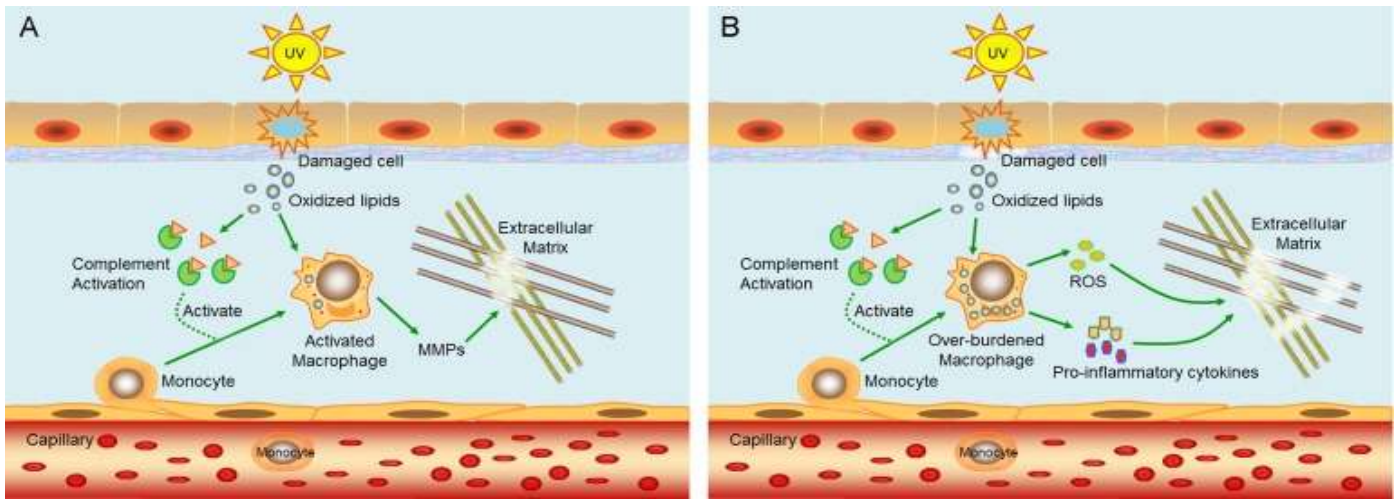 A
UV
Damaged cell
Oxidized lipids
Extracellular
Matrix
Complement
Activation
Activate
Activated
Macrophage
MMPs
Monocyte
Capillary
Monocyte
B
UV
Damaged cell
Oxidized lipids
Extracellular
Matrix
Complement
Activation
ROS
Activate
Over-burdened
Macrophage
Pro-inflammatory cytokines
Monocyte
Capillary
Monocyte